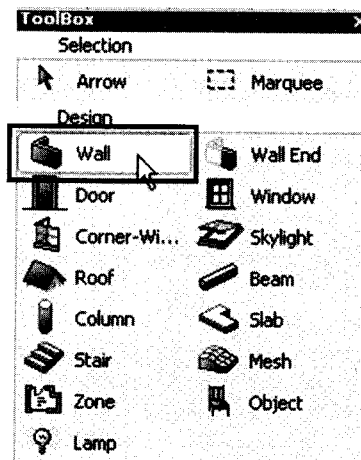 ToolBox
Selection
Arrow Marquee
Design
Wall Wall End
Door Window
Corner-Wi... Skylight
Roof Beam
Column Slab
Stair Mesh
Zone Object
Lamp